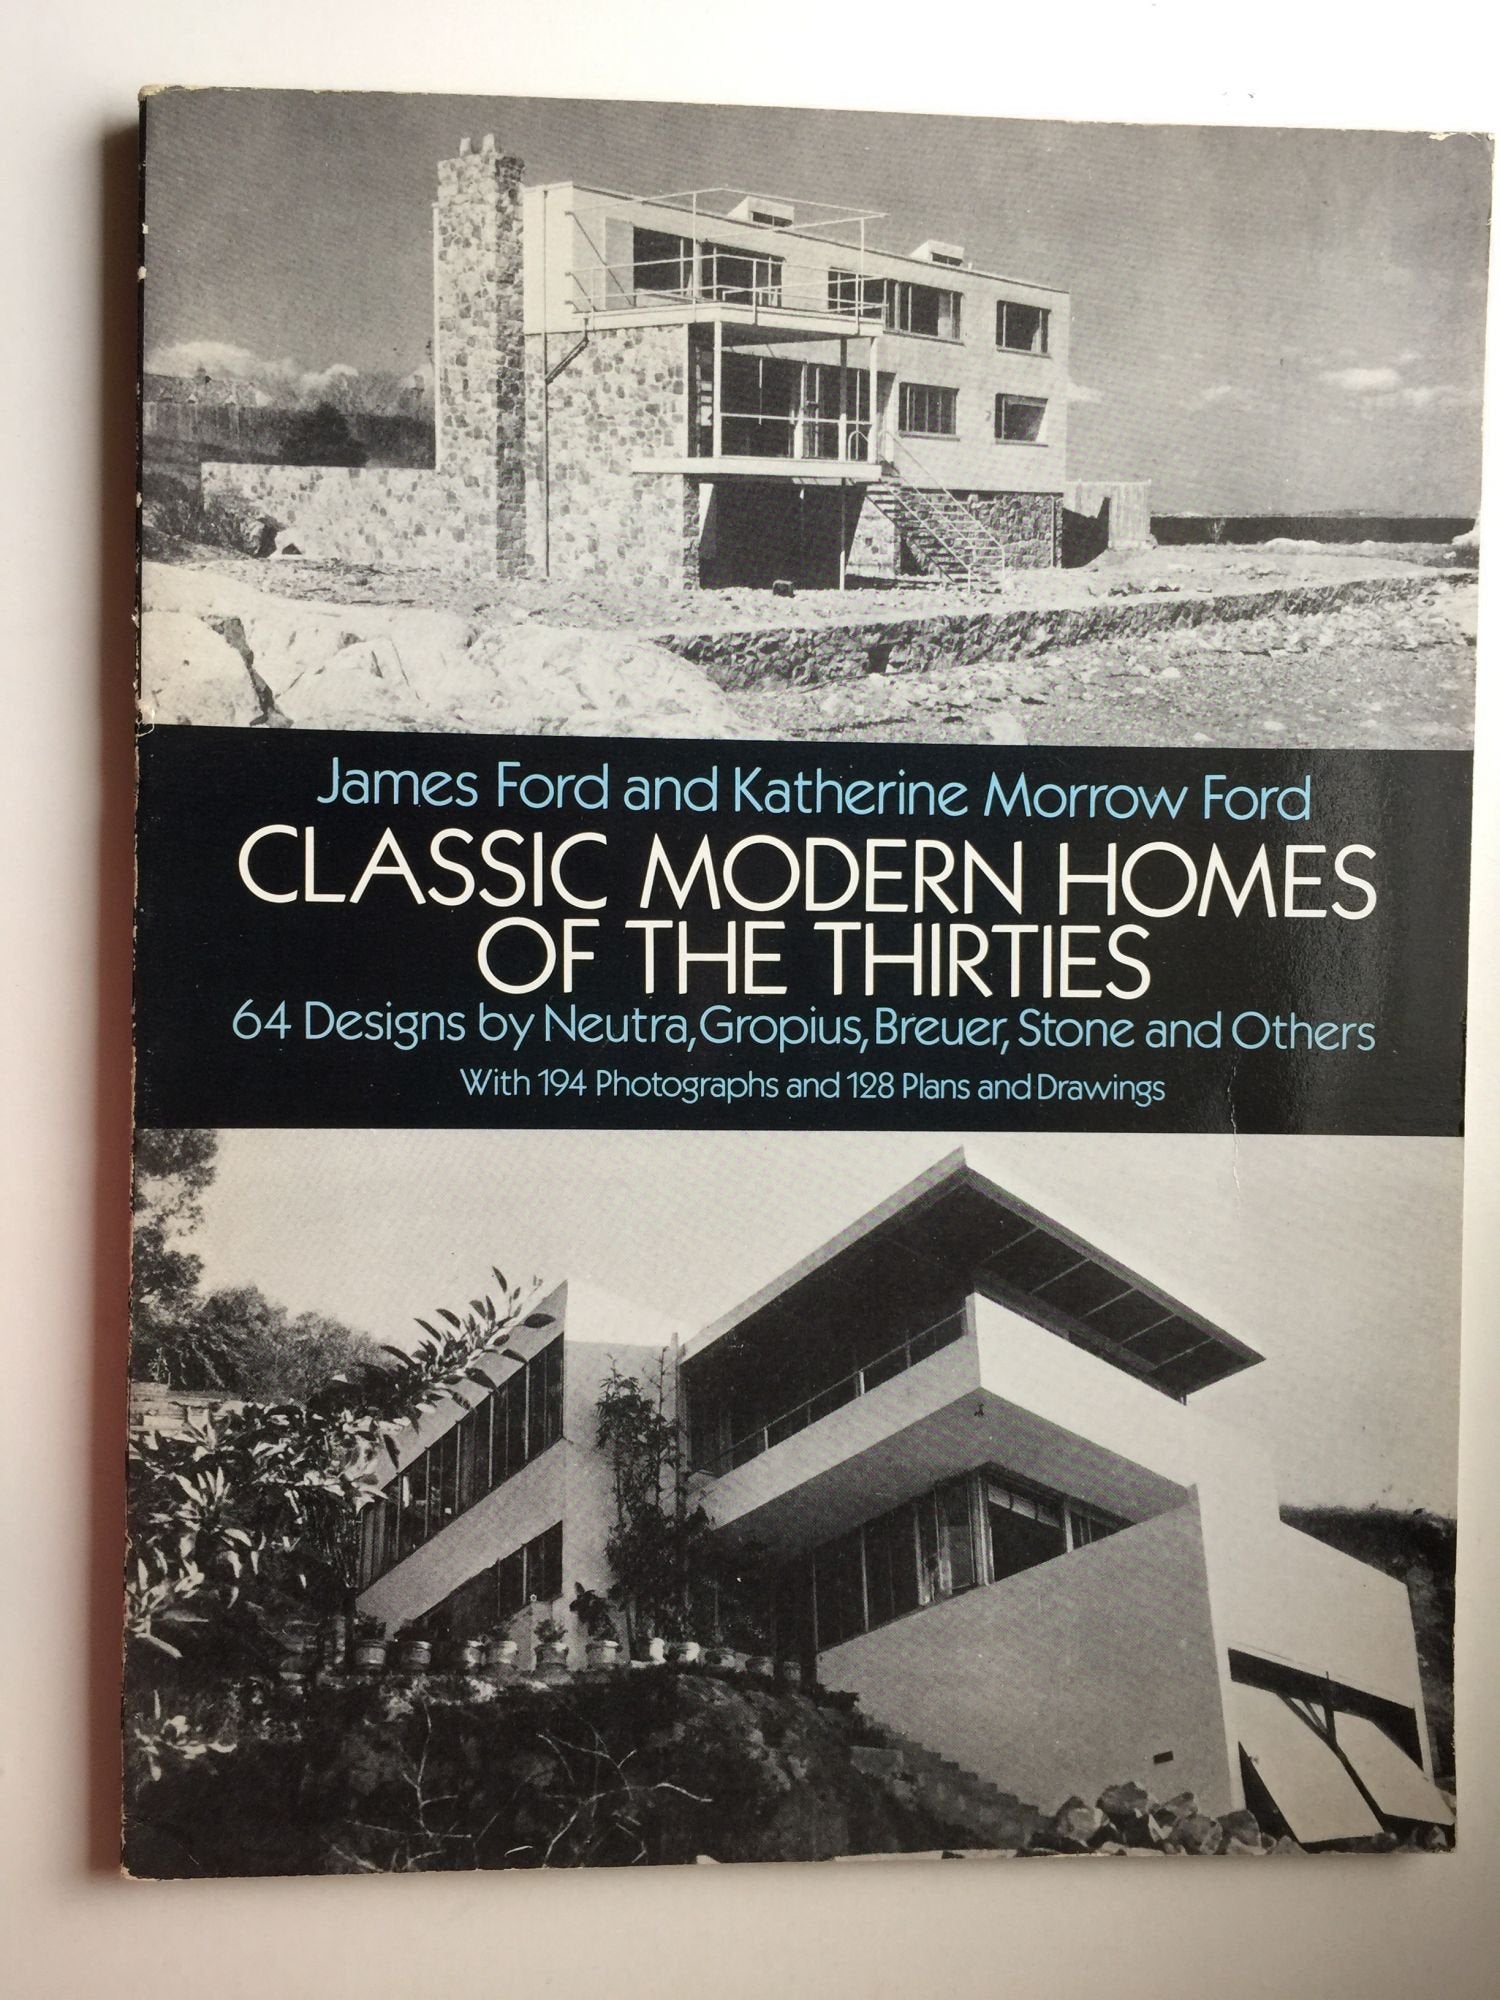 James Ford and Katherine Morrow Ford
CLASSIC MODERN HOMES
OF THE THIRTIES
64 Designs by Neutra, Gropius, Breuer, Stone and Others
With 194 Photographs and 128 Plans and Drawings